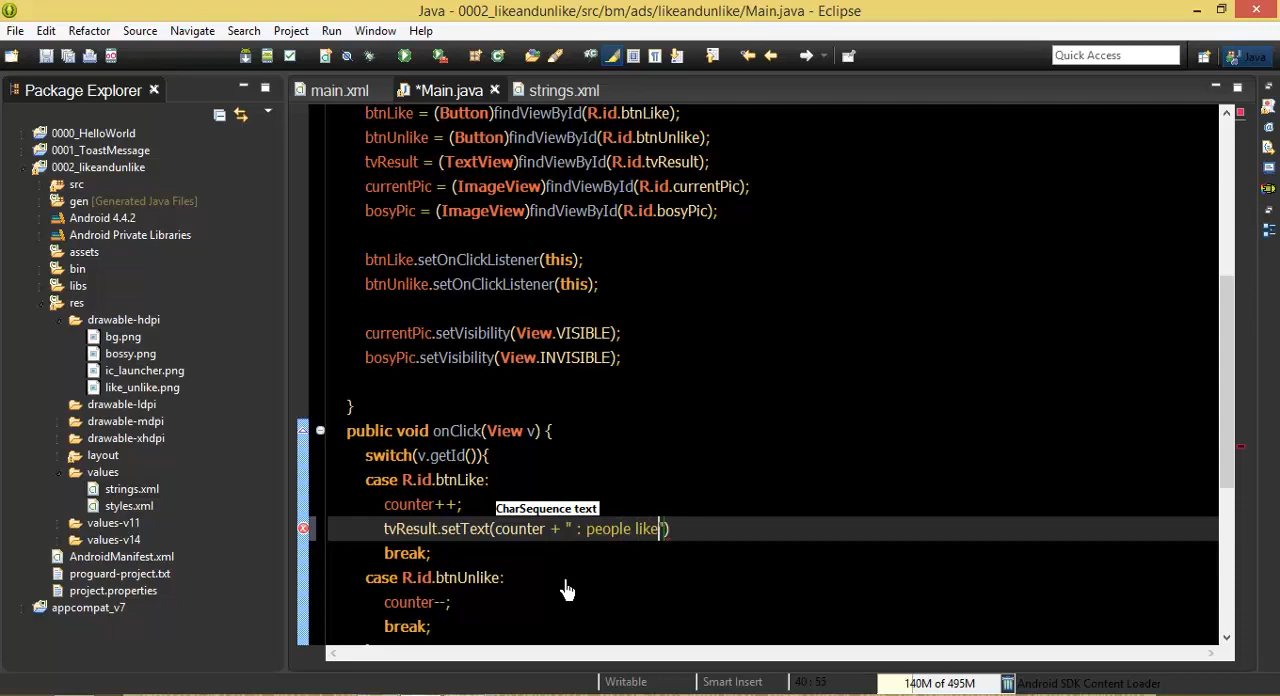 Java - 0002_likeandunlike/src/bm/ads/likeandunlike/Main.java - Eclipse
File Edit Refactor Source Navigate Search Project Run Window Help
Quick Access
Java
Package Explorer
main.xml
*Main.java
strings.xml
0000_HelloWorld
0001_ToastMessage
0002_likeandunlike
src
gen [Generated Java Files]
Android 4.4.2
Android Private Libraries
assets
bin
libs
res
drawable-hdpi
bg.png
bossy.png
ic_launcher.png
like_unlike.png
drawable-ldpi
drawable-mdpi
drawable-xhdpi
layout
values
strings.xml
styles.xml
values-v11
values-v14
AndroidManifest.xml
proguard-project.txt
project.properties
appcompat_v7
btnLike = (Button)findViewById(R.id.btnLike);
btnUnlike = (Button)findViewById(R.id.btnUnlike);
tvResult = (TextView)findViewById(R.id.tvResult);
currentPic = (ImageView)findViewById(R.id.currentPic);
bosyPic = (ImageView)findViewById(R.id.bosyPic);
btnLike.setOnClickListener(this);
btnUnlike.setOnClickListener(this);
currentPic.setVisibility(View.VISIBLE);
bosyPic.setVisibility(View.INVISIBLE);
}
public void onClick(View v) {
switch(v.getId()){
case R.id.btnLike:
counter++;
CharSequence text
tvResult.setText(counter + " : people like")
break;
case R.id.btnUnlike:
counter--;
break;
Writable
Smart Insert
40 : 55
140M of 495M
Android SDK Content Loader